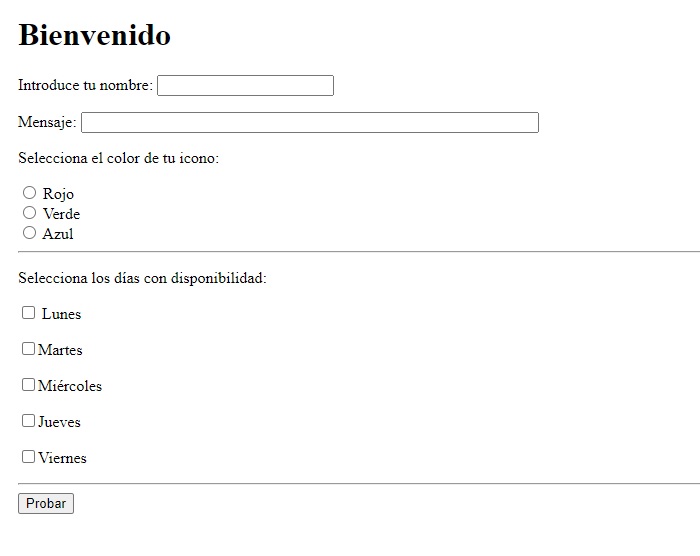 Bienvenido
Introduce tu nombre:
Mensaje:
Selecciona el color de tu icono:
Rojo
Verde
Azul
Selecciona los días con disponibilidad:
Lunes
Martes
Miércoles
Jueves
Viernes
Probar